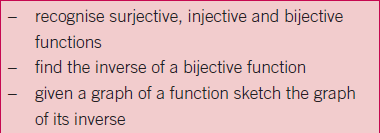 – recognise surjective, injective and bijective
functions
– find the inverse of a bijective function
– given a graph of a function sketch the graph
of its inverse